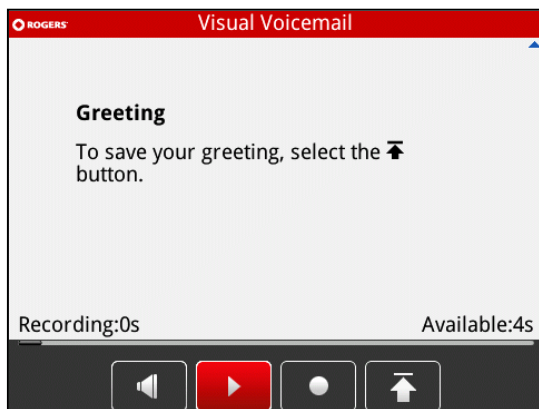 ROGERS
Visual Voicemail
Greeting
To save your greeting, select the
button.
Recording:0s
Available:4s